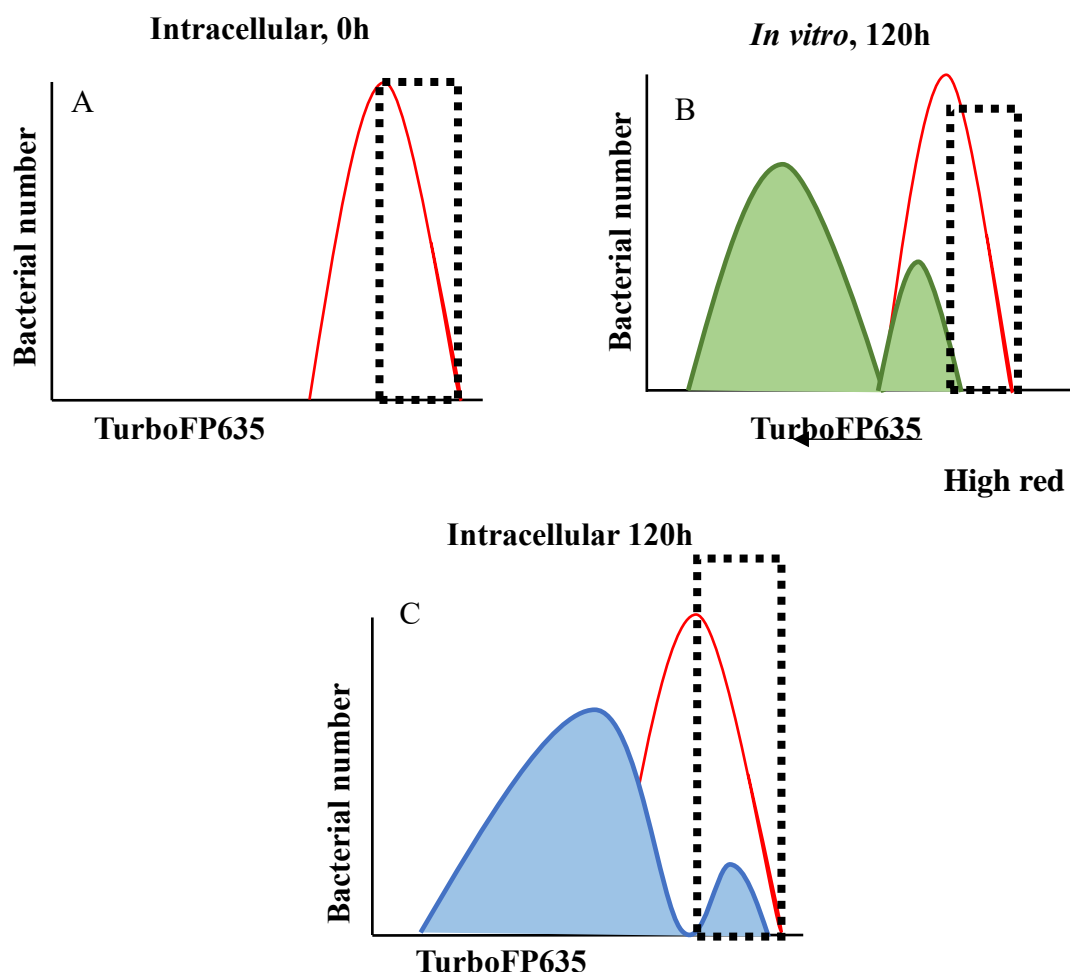 Intracellular, 0h
A
Bacterial number
TurboFP635
In vitro, 120h
B
Bacterial number
TurboFP635
High red
Intracellular 120h
C
Bacterial number
TurboFP635